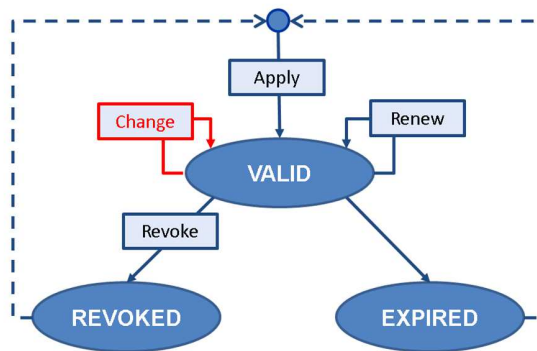 Apply
Change
Renew
VALID
Revoke
REVOKED
EXPIRED